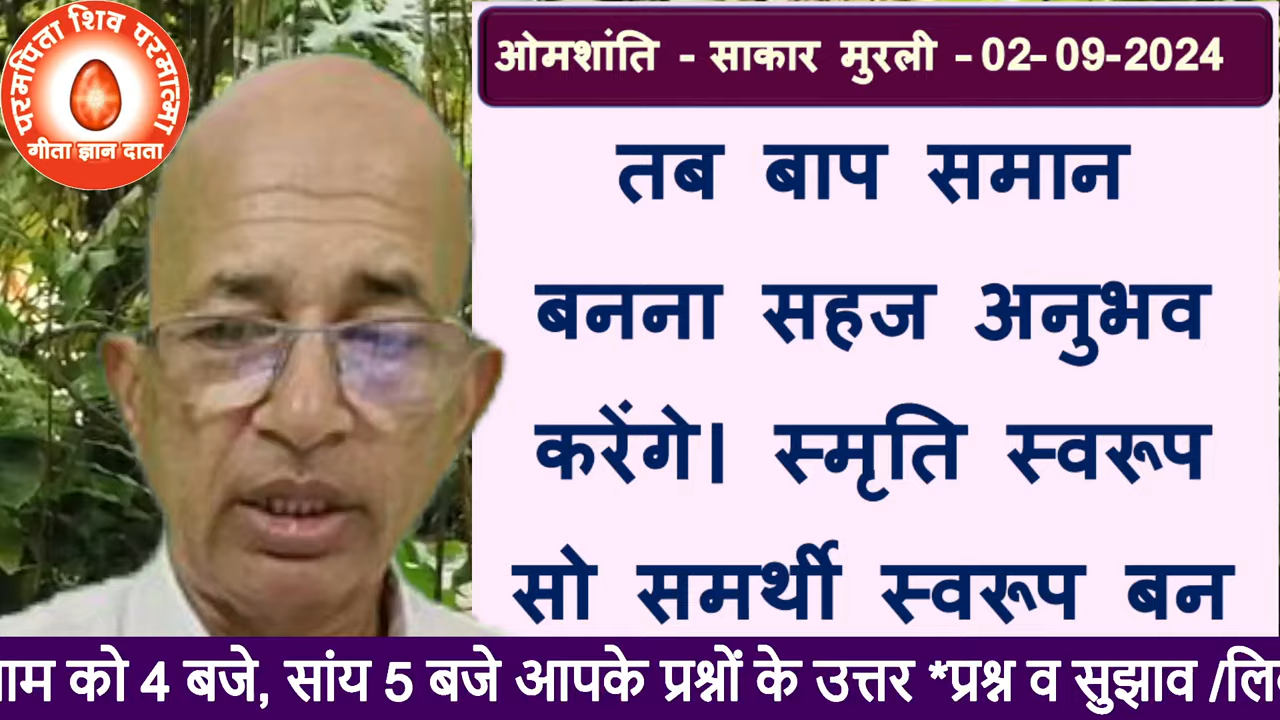 परमपिता शिव परमात्मा
गीता ज्ञान दाता
ओमशांति - साकार मुरली - 02-09-2024
तब बाप समान
बनना सहज अनुभव
करेंगे। स्मृति स्वरूप
सो समर्थी स्वरूप बन
को 4 बजे, सांय 5 बजे आपके प्रश्नों के उत्तर *प्रश्न व सुझाव